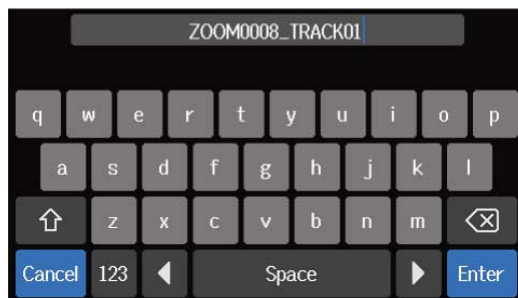 ZOOM0008_TRACK01
q w e r t y u i o p
a s d f g h j k l
z x c v b n m
Cancel 123 Space Enter